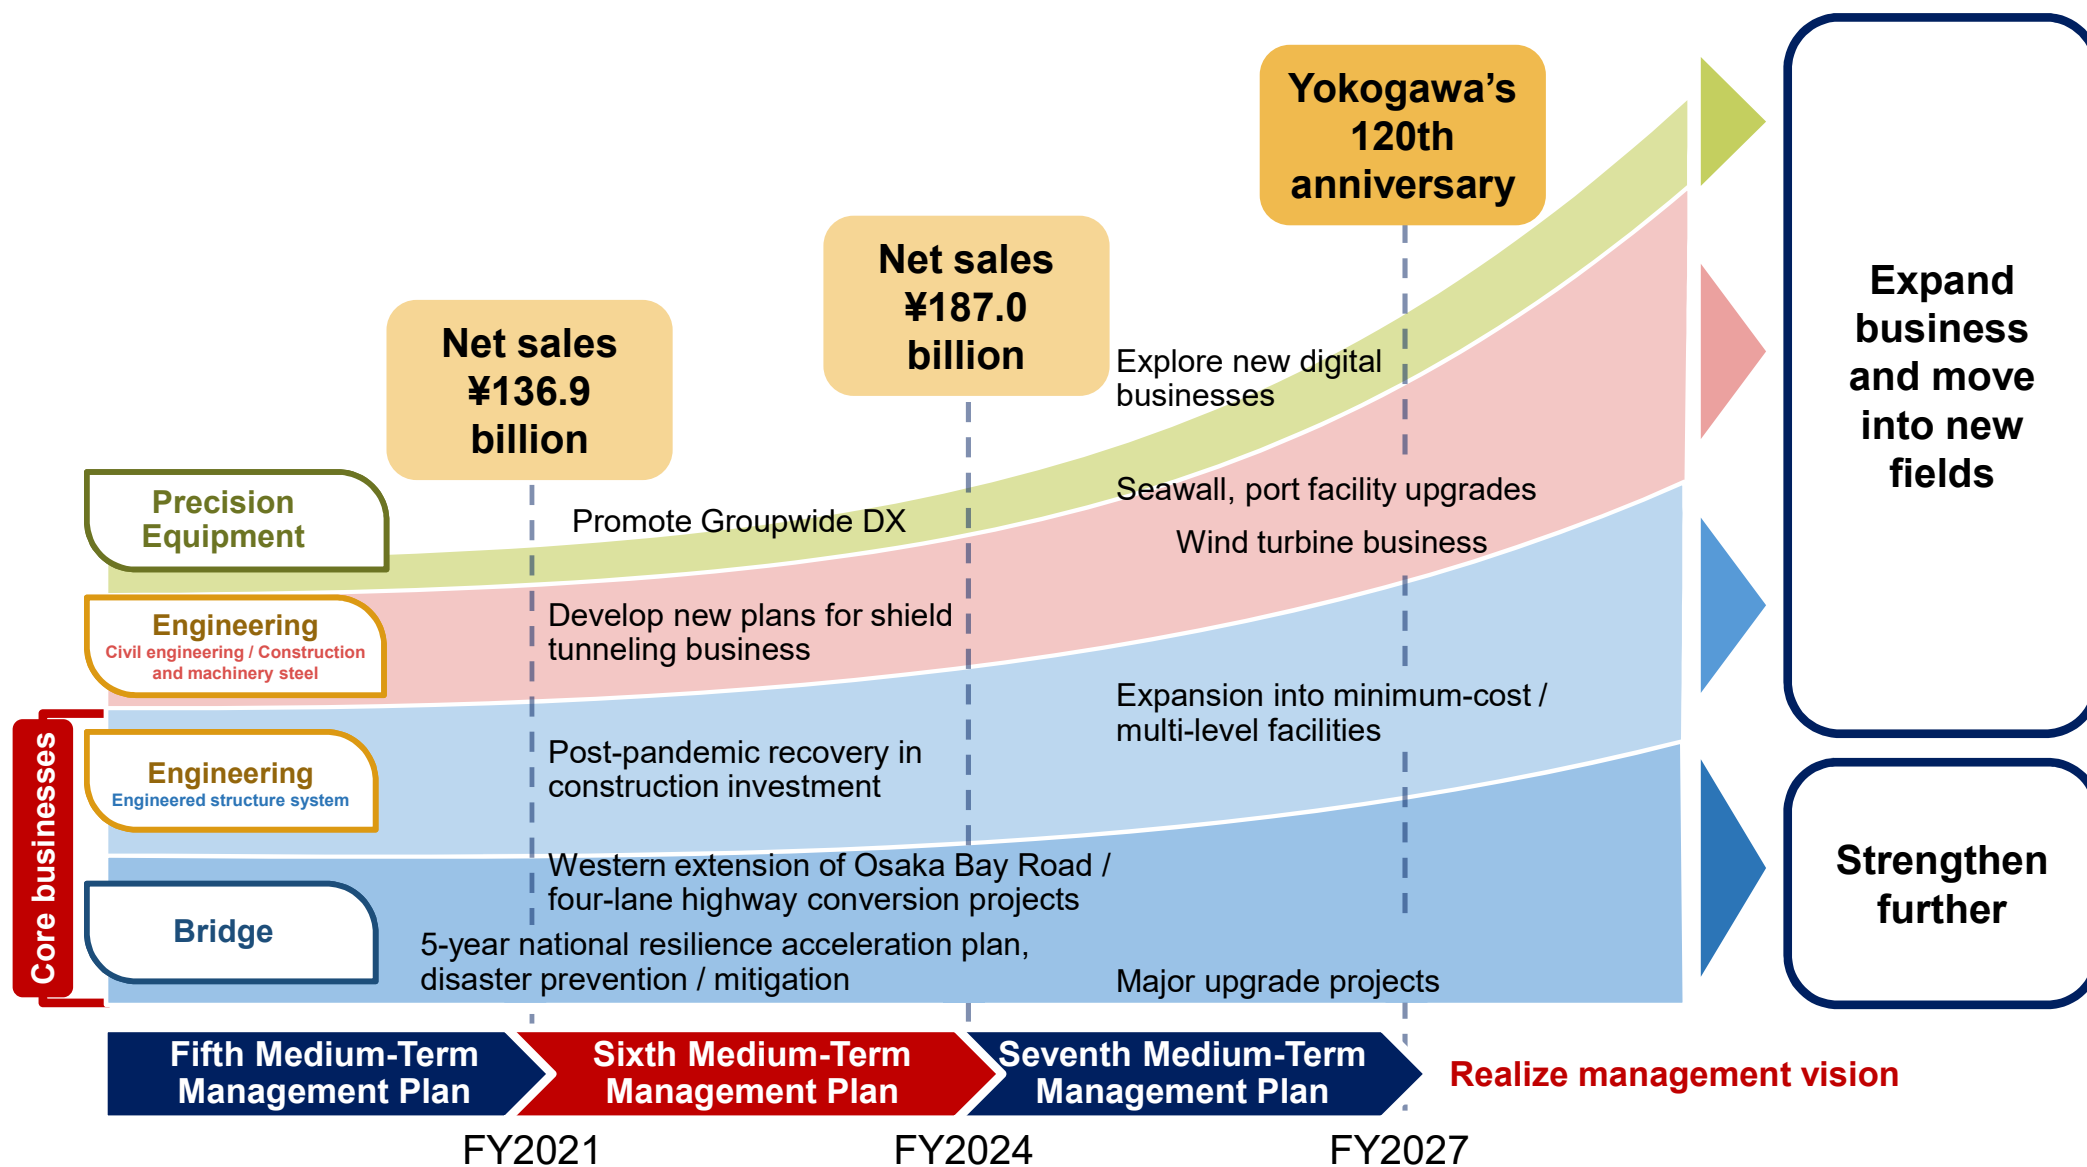 Yokogawa’s
120th
anniversary
Net sales
¥187.0
billion
Net sales
¥136.9
billion
Expand
business
and move
into new
fields
Strengthen
further
Explore new digital
businesses
Promote Groupwide DX
Seawall, port facility upgrades
Wind turbine business
Precision
Equipment
Engineering
Civil engineering / Construction
and machinery steel
Develop new plans for shield
tunneling business
Expansion into minimum-cost /
multi-level facilities
Core businesses
Engineering
Engineered structure system
Post-pandemic recovery in
construction investment
Western extension of Osaka Bay Road /
four-lane highway conversion projects
Bridge
5-year national resilience acceleration plan,
disaster prevention / mitigation
Major upgrade projects
Fifth Medium-Term
Management Plan
Sixth Medium-Term
Management Plan
Seventh Medium-Term
Management Plan
Realize management vision
FY2021
FY2024
FY2027